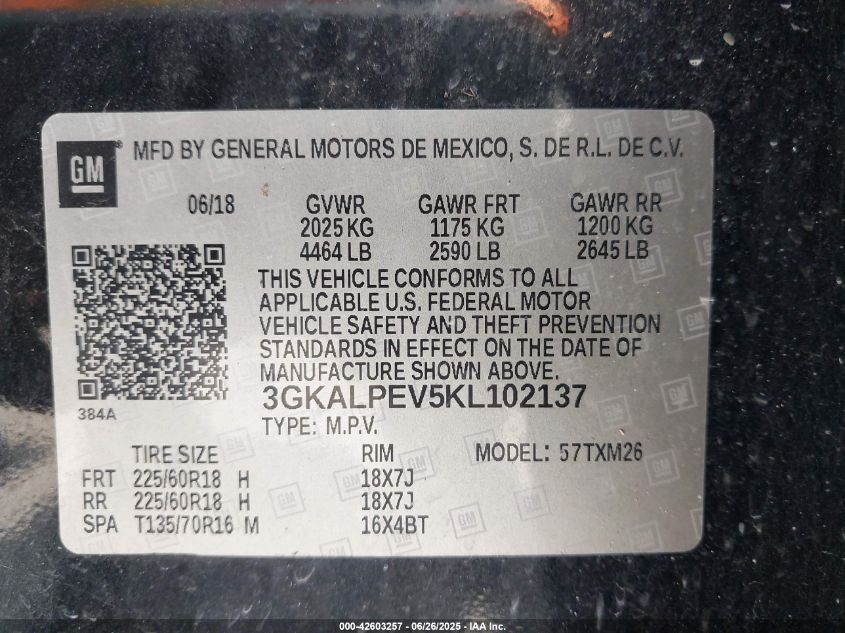 GM
MFD BY GENERAL MOTORS DE MEXICO, S. DE R.L. DE C.V.
06/18 GVWR GAWR FRT GAWR RR
2025 KG 1175 KG 1200 KG
4464 LB 2590 LB 2645 LB
THIS VEHICLE CONFORMS TO ALL
APPLICABLE U.S. FEDERAL MOTOR
VEHICLE SAFETY AND THEFT PREVENTION
STANDARDS IN EFFECT ON THE DATE OF
MANUFACTURE SHOWN ABOVE.
384A
3GKALPEV5KL102137
TYPE: M.P.V.
TIRE SIZE RIM MODEL: 57TXM26
FRT 225/60R18 H 18X7J
RR 225/60R18 H 18X7J
SPA T135/70R16 M 16X4BT
000-42603257 - 06/26/2025 - IAA Inc.